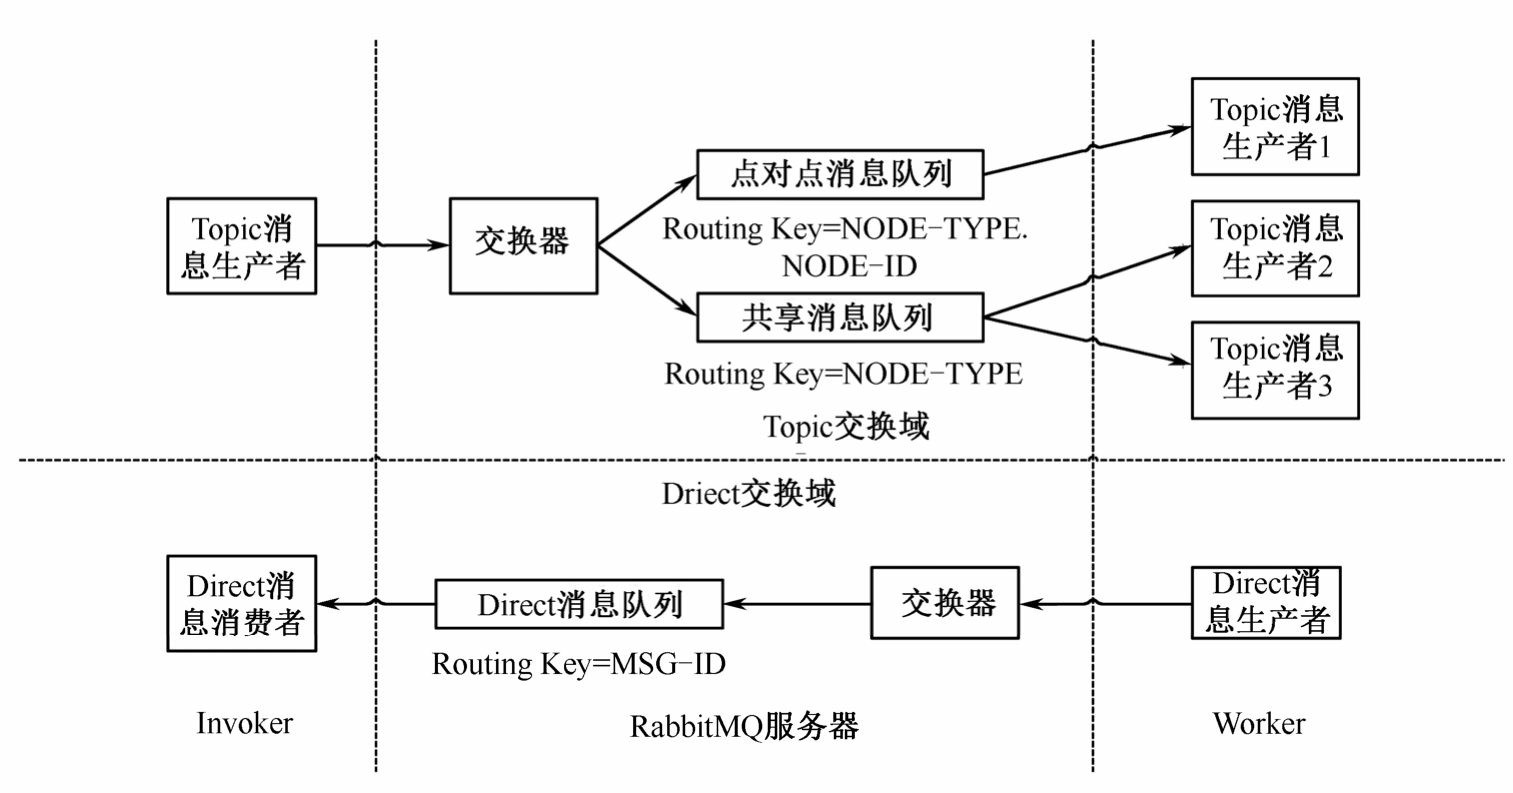 Topic消
息生产者
交换器
点对点消息队列
Routing Key=NODE-TYPE.
NODE-ID
共享消息队列
Routing Key=NODE-TYPE
Topic交换域
Topic消息
生产者1
Topic消息
生产者2
Topic消息
生产者3
Driect交换域
Direct消
息消费者
Direct消息队列
Routing Key=MSG-ID
交换器
Direct消
息生产者
Invoker
RabbitMQ服务器
Worker